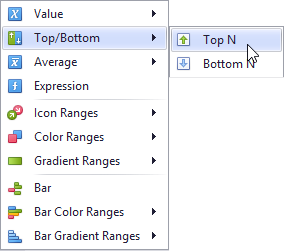 Value
Top/Bottom
Top N
Average
Bottom N
Expression
Icon Ranges
Color Ranges
Gradient Ranges
Bar
Bar Color Ranges
Bar Gradient Ranges